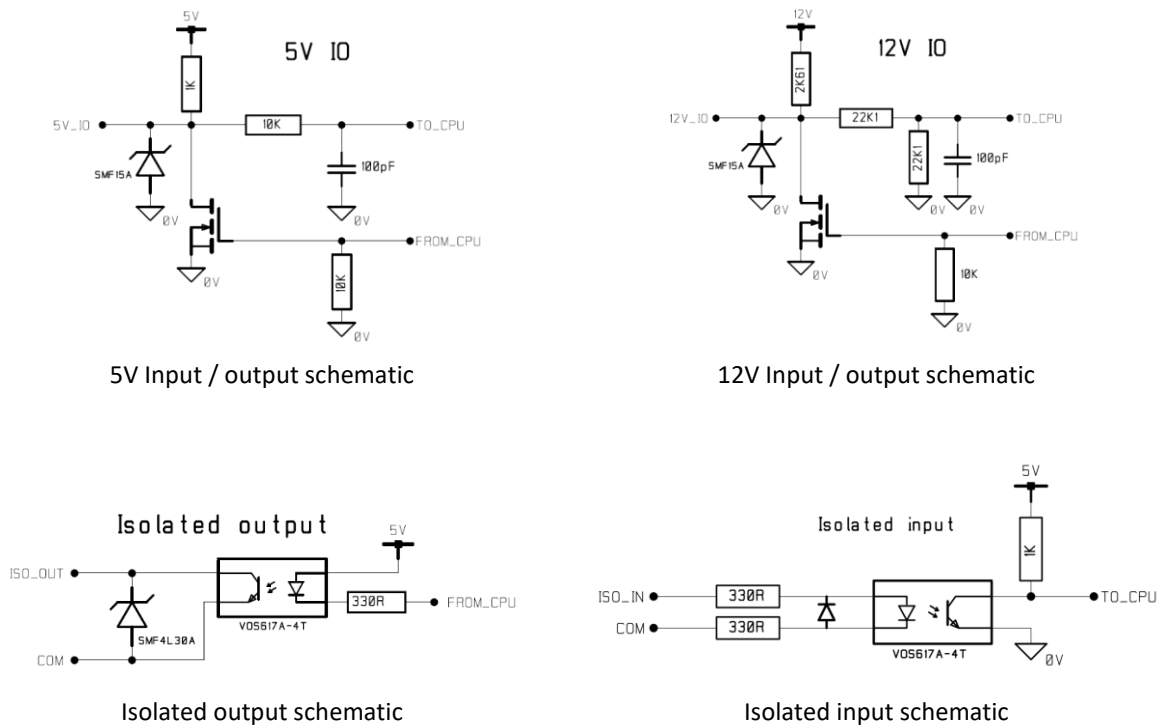 5V
5V IO
1K
5V_IO
10K
TO_CPU
SMF15A
100pF
0V
0V
FROM_CPU
0V
10K
0V
5V Input / output schematic
12V
12V IO
2K61
12V_IO
22K1
TO_CPU
SMF15A
22K1
100pF
0V
0V
0V
FROM_CPU
0V
10K
0V
12V Input / output schematic
Isolated output
5V
ISO_OUT
330R
FROM_CPU
SMF4L30A
VOS617A-4T
COM
Isolated output schematic
5V
Isolated input
1K
ISO_IN
330R
TO_CPU
COM
330R
VOS617A-4T
0V
Isolated input schematic